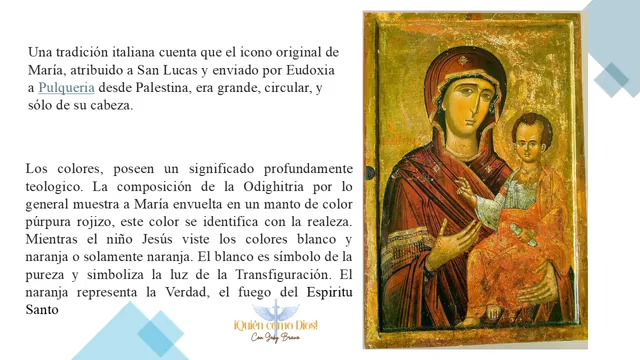 Una tradición italiana cuenta que el icono original de
María, atribuido a San Lucas y enviado por Eudoxia
a Pulqueria desde Palestina, era grande, circular, y
sólo de su cabeza.
Los colores, poseen un significado profundamente
teologico. La composición de la Odighitria por lo
general muestra a María envuelta en un manto de color
púrpura rojizo, este color se identifica con la realeza.
Mientras el niño Jesús viste los colores blanco y
naranja o solamente naranja. El blanco es símbolo de la
pureza y simboliza la luz de la Transfiguración. El
naranja representa la Verdad, el fuego del Espiritu
Santo
¡Quién como Dios!